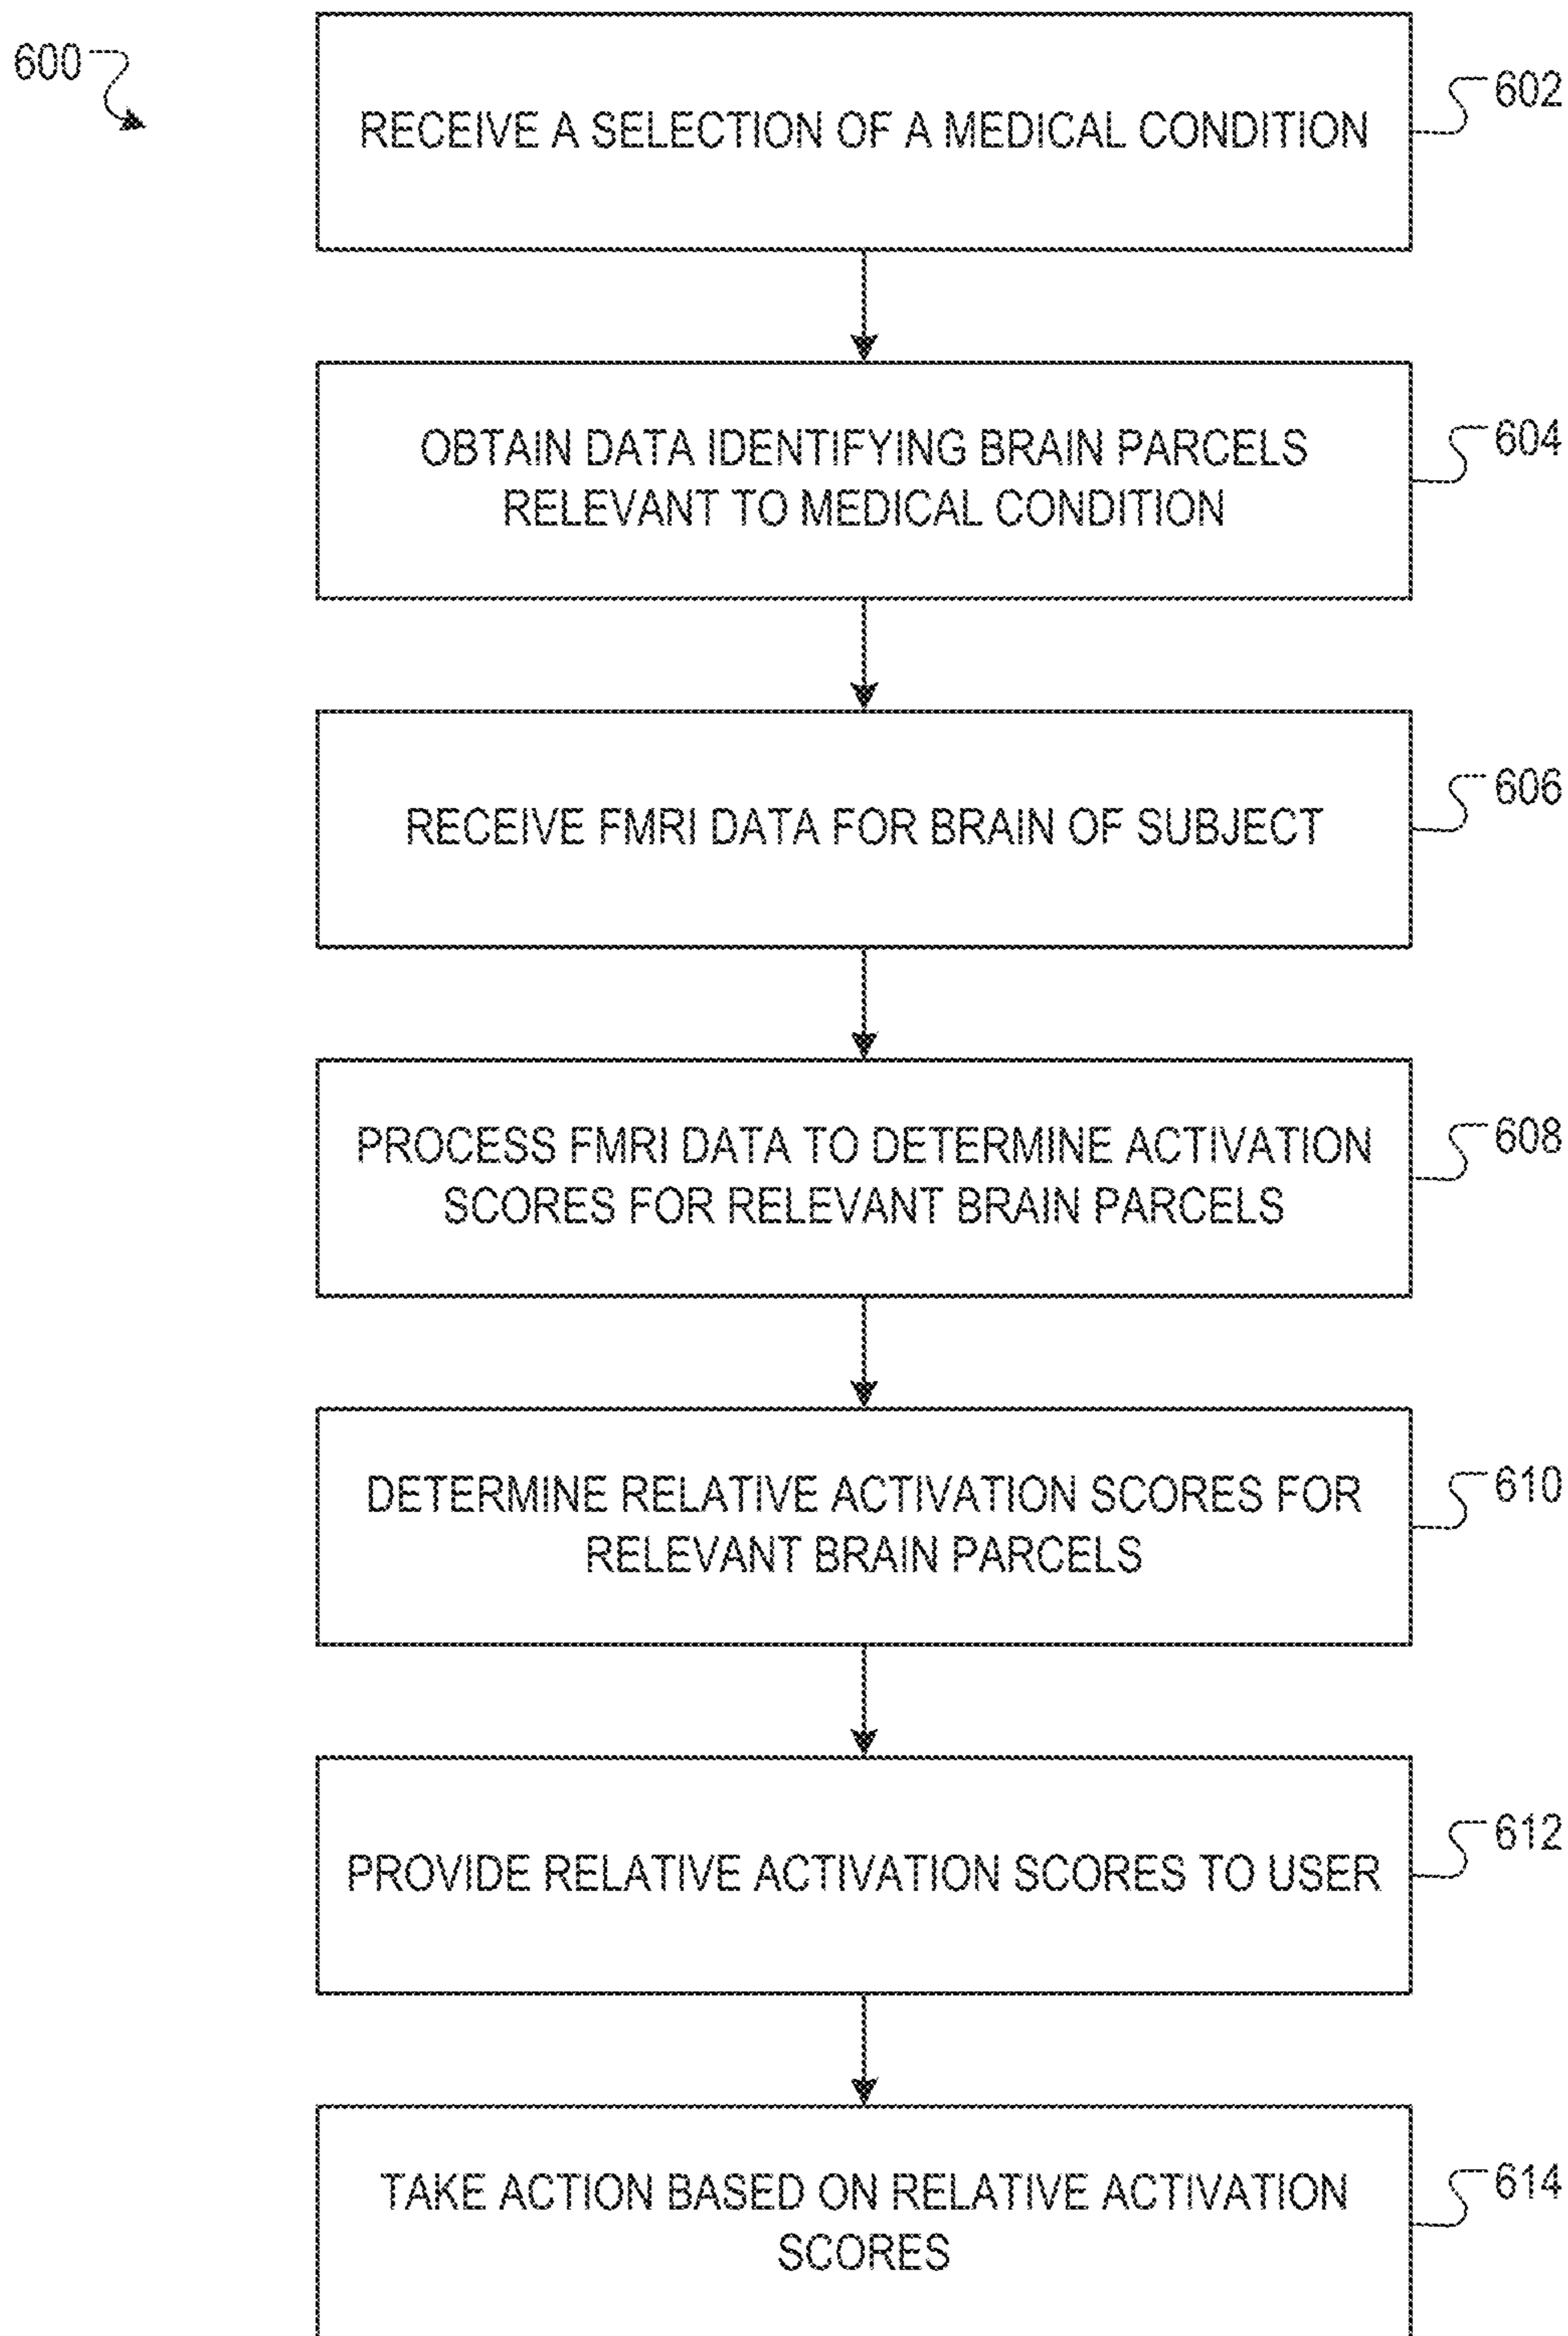 600
RECEIVE A SELECTION OF A MEDICAL CONDITION
602
OBTAIN DATA IDENTIFYING BRAIN PARCELS
RELEVANT TO MEDICAL CONDITION
604
RECEIVE FMRI DATA FOR BRAIN OF SUBJECT
606
PROCESS FMRI DATA TO DETERMINE ACTIVATION
SCORES FOR RELEVANT BRAIN PARCELS
608
DETERMINE RELATIVE ACTIVATION SCORES FOR
RELEVANT BRAIN PARCELS
610
PROVIDE RELATIVE ACTIVATION SCORES TO USER
612
TAKE ACTION BASED ON RELATIVE ACTIVATION
SCORES
614